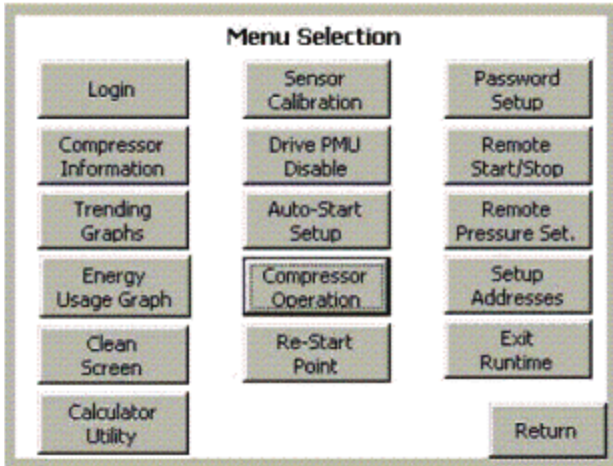 Menu Selection
Login
Sensor
Calibration
Password
Setup
Compressor
Information
Drive PMU
Disable
Remote
Start/Stop
Trending
Graphs
Auto-Start
Setup
Remote
Pressure Set.
Energy
Usage Graph
Compressor
Operation
Setup
Addresses
Clean
Screen
Re-Start
Point
Exit
Runtime
Calculator
Utility
Return